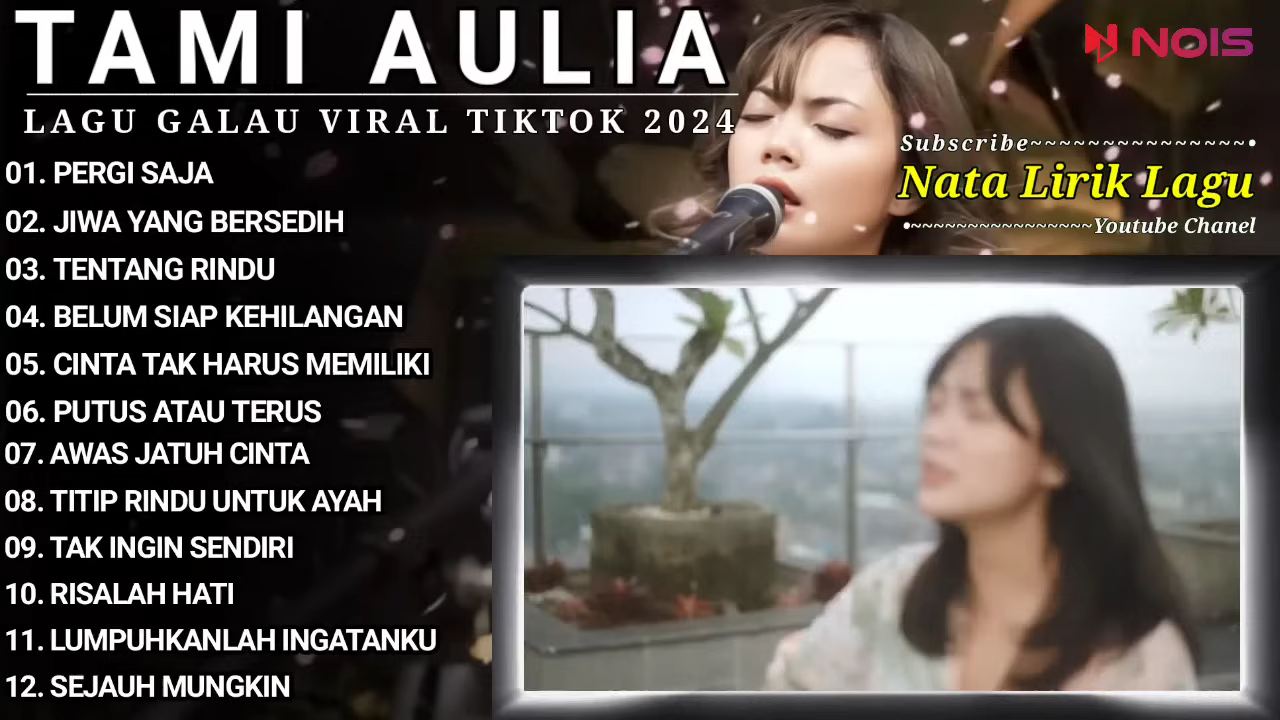 TAMI AULIA
LAGU GALAU VIRAL TIKTOK 2024
NOIS
Subscribe~~~~~~~~~~~~~~~•
Nata Lirik Lagu
•~~~~~~~~~~~~~~~~Youtube Chanel
01. PERGI SAJA
02. JIWA YANG BERSEDIH
03. TENTANG RINDU
04. BELUM SIAP KEHILANGAN
05. CINTA TAK HARUS MEMILIKI
06. PUTUS ATAU TERUS
07. AWAS JATUH CINTA
08. TITIP RINDU UNTUK AYAH
09. TAK INGIN SENDIRI
10. RISALAH HATI
11. LUMPUHKANLAH INGATANKU
12. SEJAUH MUNGKIN